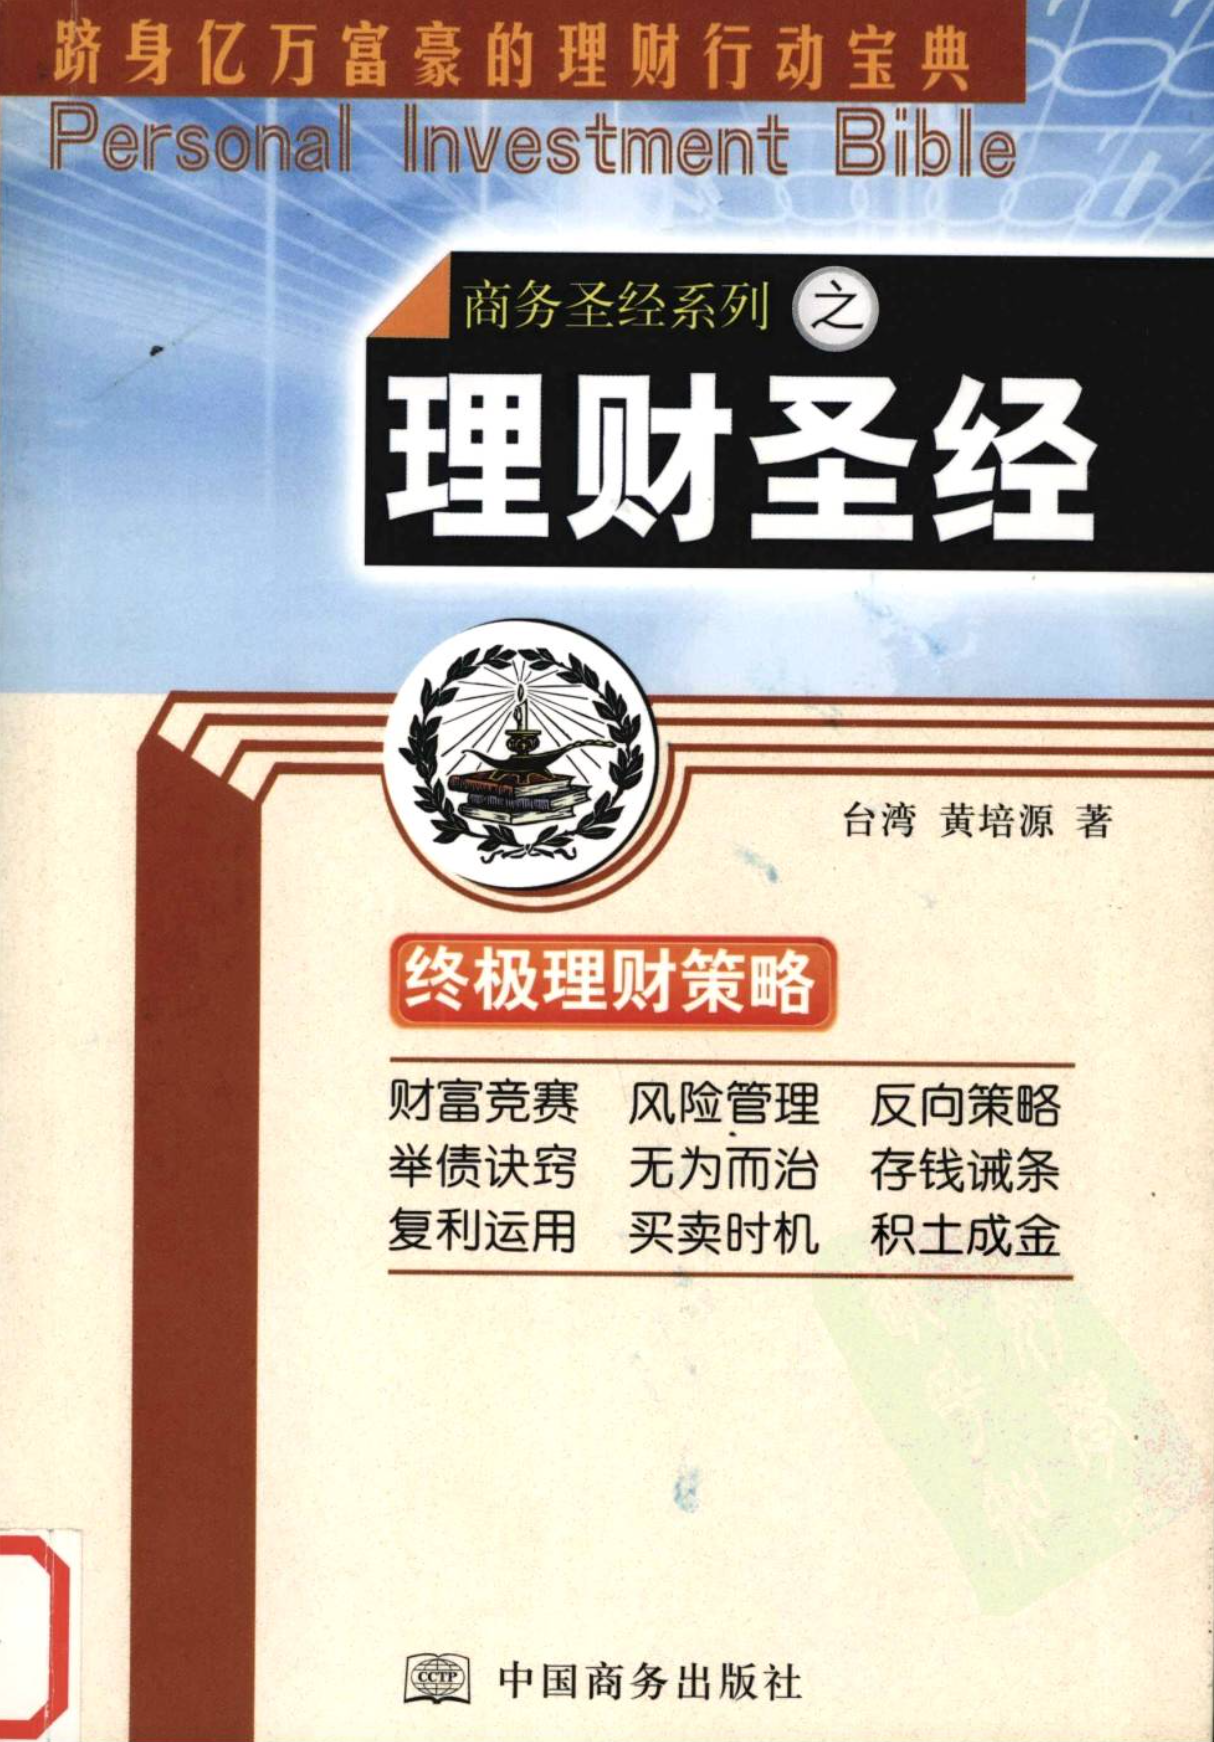 跻身亿万富豪的理财行动宝典
Personal Investment Bible
商务圣经系列 之
理财圣经
台湾 黄培源 著
终极理财策略
财富竞赛 风险管理 反向策略
举债诀窍 无为而治 存钱诫条
复利运用 买卖时机 积土成金
CCTP 中国商务出版社